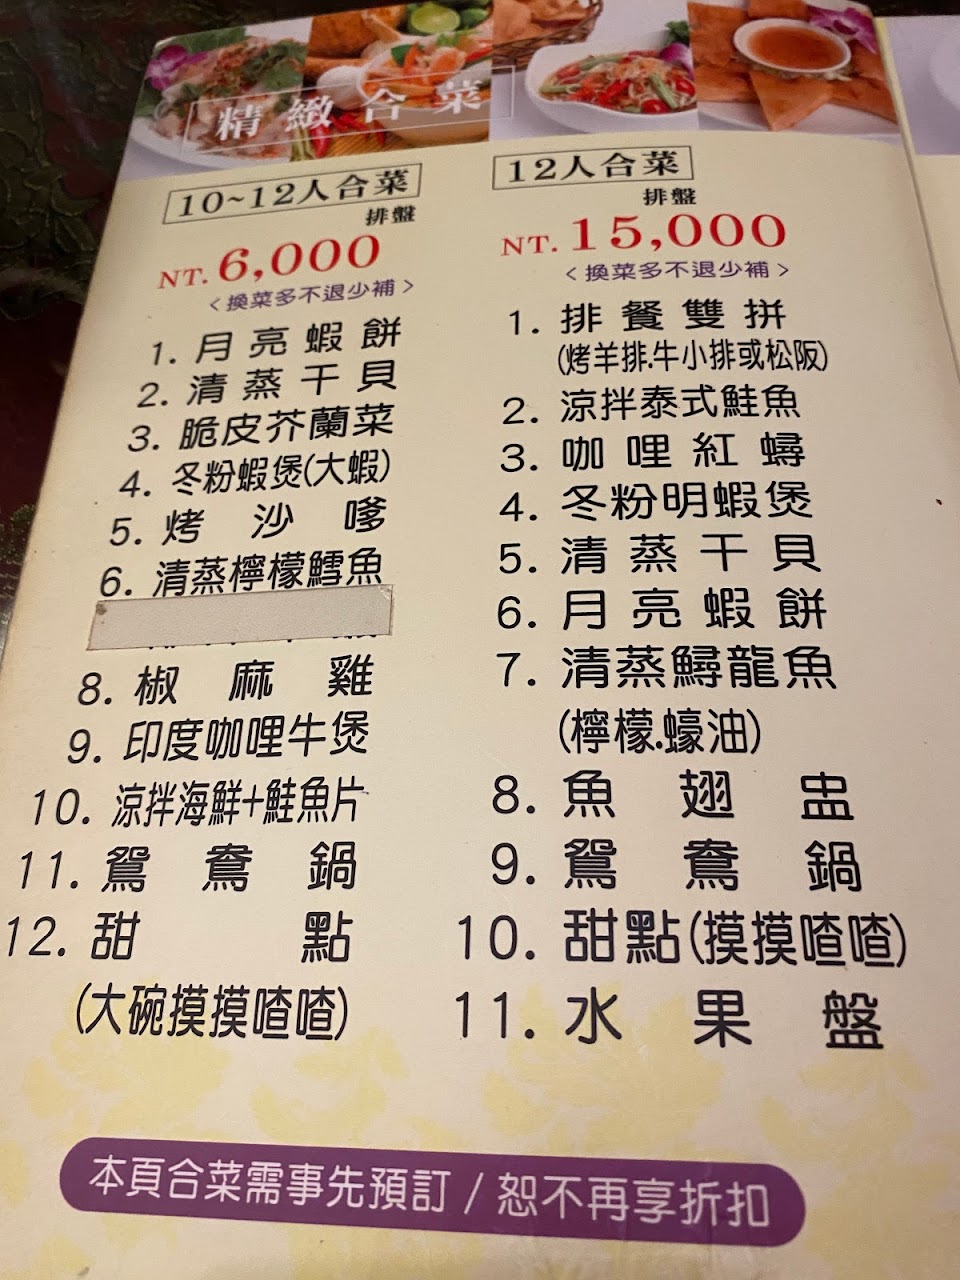 精緻合菜
10~12人合菜
排盤
NT. 6,000
<換菜多不退少補>
1. 月亮蝦餅
2. 清蒸干貝
3. 脆皮芥蘭菜
4. 冬粉蝦煲(大蝦)
5. 烤沙嗲
6. 清蒸檸檬鱈魚
8. 椒麻雞
9. 印度咖哩牛煲
10. 涼拌海鮮+鮭魚片
11. 鴛鴦鍋
12. 甜點
(大碗摸摸喳喳)
12人合菜
排盤
NT. 15,000
<換菜多不退少補>
1. 排餐雙拼
(烤羊排.牛小排或松阪)
2. 涼拌泰式鮭魚
3. 咖哩紅蟳
4. 冬粉明蝦煲
5. 清蒸干貝
6. 月亮蝦餅
7. 清蒸鱘龍魚
(檸檬.蠔油)
8. 魚翅盅
9. 鴛鴦鍋
10. 甜點(摸摸喳喳)
11. 水果盤
本頁合菜需事先預訂 / 恕不再享折扣